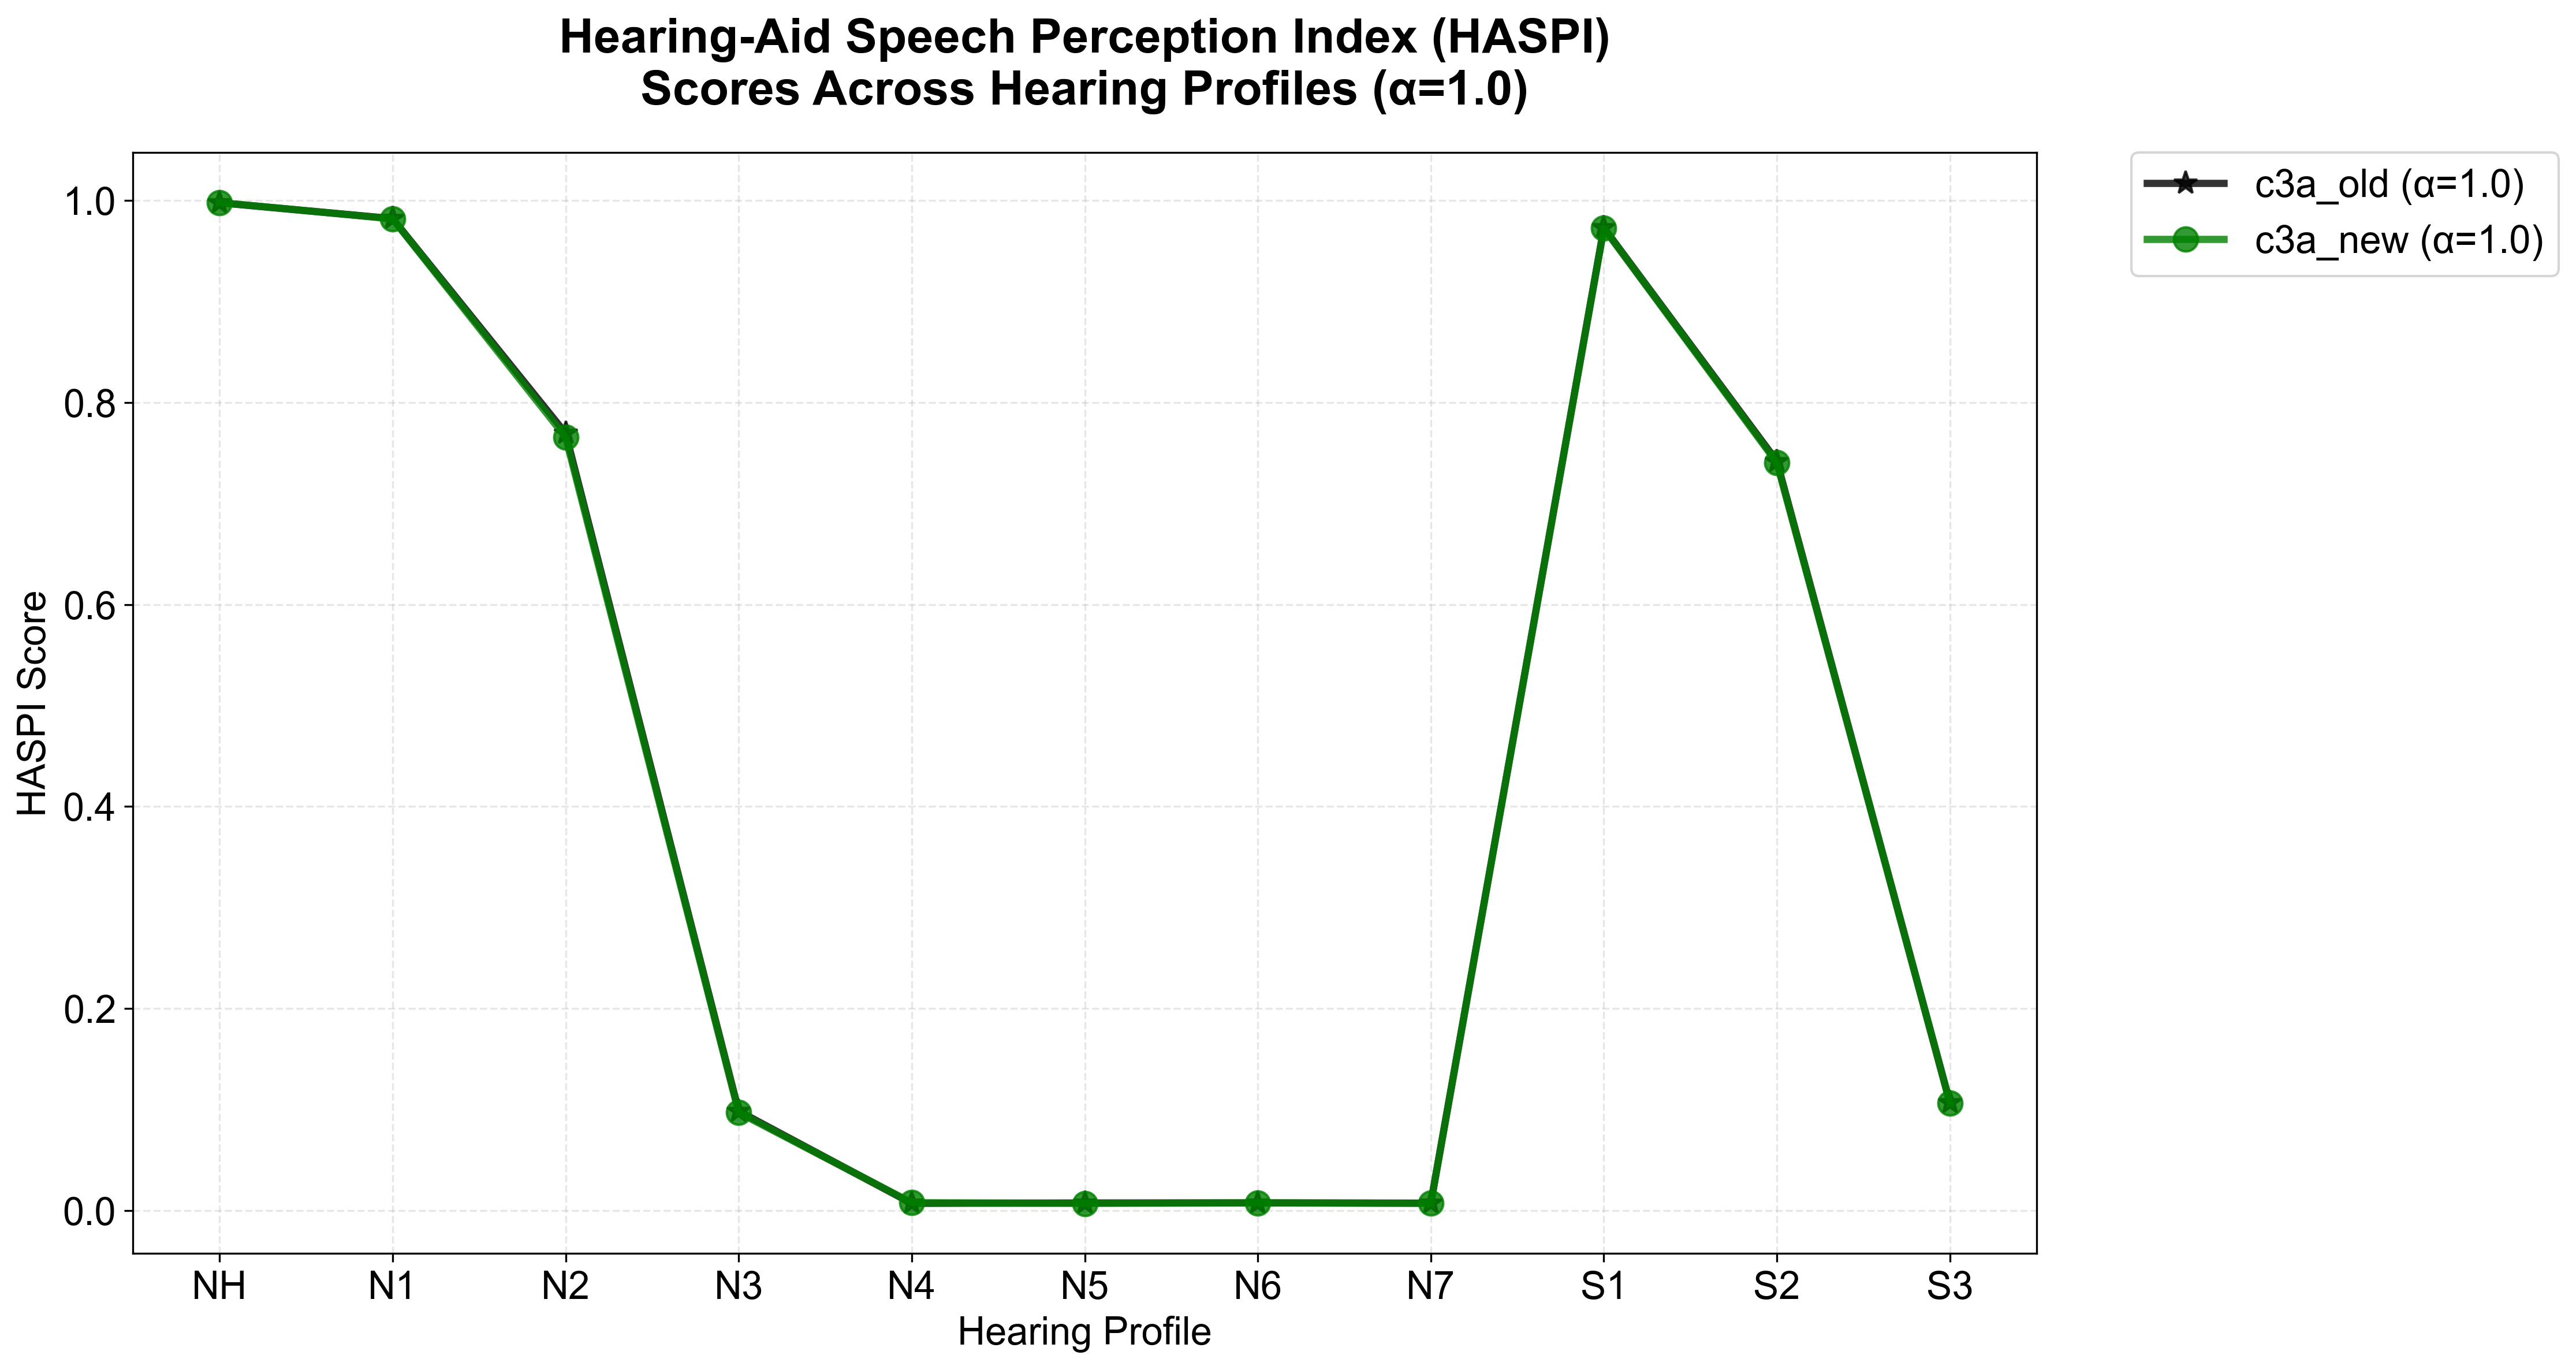 Hearing-Aid Speech Perception Index (HASPI)
Scores Across Hearing Profiles (α=1.0)
c3a_old (α=1.0)
c3a_new (α=1.0)
HASPI Score
1.0
0.8
0.6
0.4
0.2
0.0
NH N1 N2 N3 N4 N5 N6 N7 S1 S2 S3
Hearing Profile